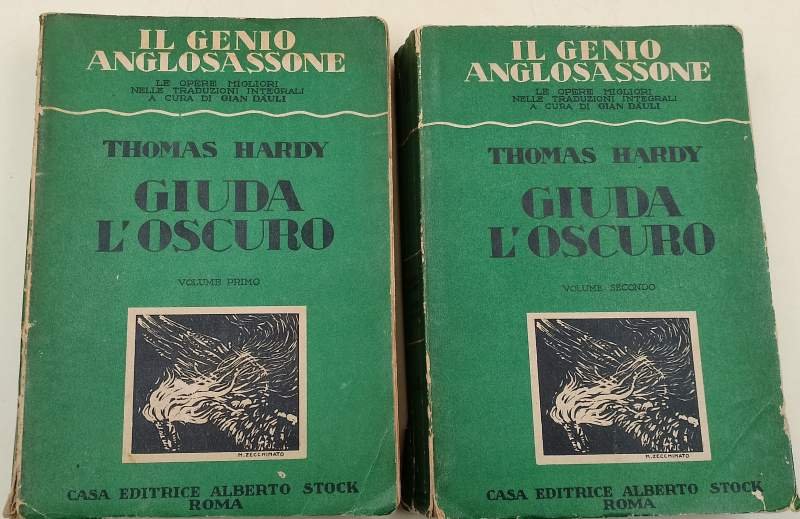 IL GENIO
ANGLOSASSONE
LE OPERE MIGLIORI
NELLE TRADUZIONI INTEGRALI
A CURA DI GIAN DÀULI
THOMAS HARDY
GIUDA
L'OSCURO
VOLUME PRIMO
M. ZECCHINATO
CASA EDITRICE ALBERTO STOCK
ROMA
IL GENIO
ANGLOSASSONE
LE OPERE MIGLIORI
NELLE TRADUZIONI INTEGRALI
A CURA DI GIAN DÀULI
THOMAS HARDY
GIUDA
L'OSCURO
VOLUME SECONDO
M. ZECCHINATO
CASA EDITRICE ALBERTO STOCK
ROMA